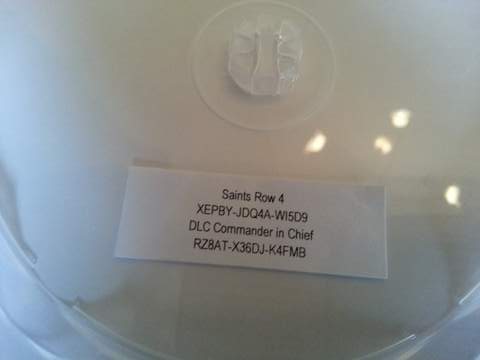 Saints Row 4
XEPBY-JDQ4A-WI5D9
DLC Commander in Chief
RZ8AT-X36DJ-K4FMB